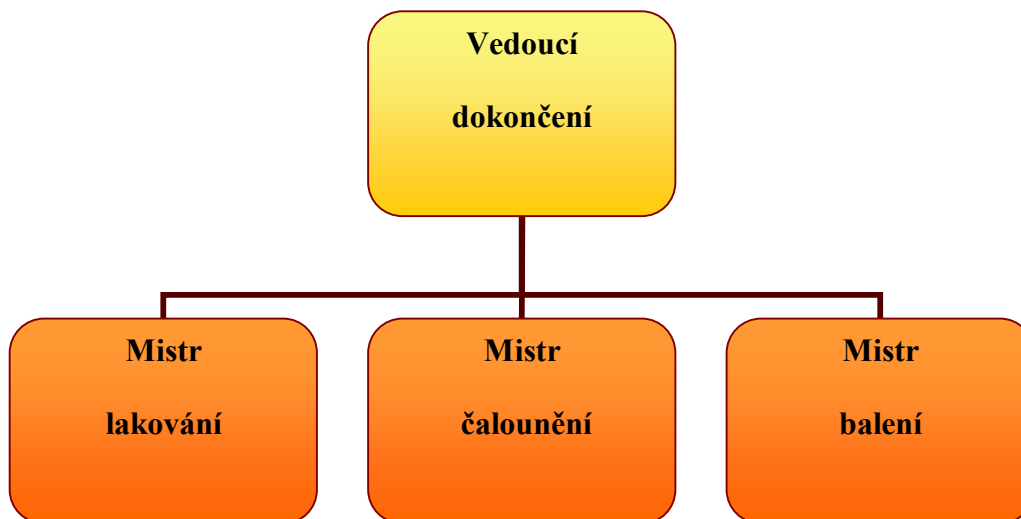 Vedoucí
dokončení
Mistr
lakování
Mistr
čalounění
Mistr
balení